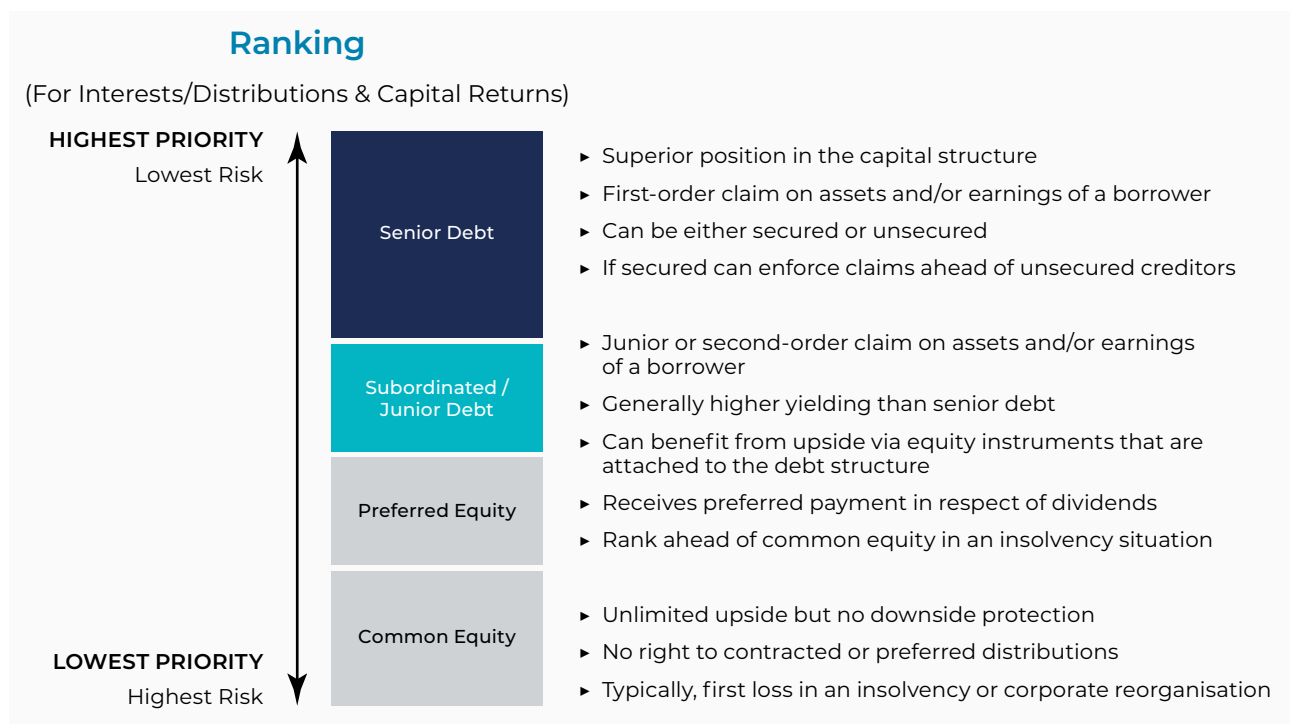 Ranking
(For Interests/Distributions & Capital Returns)
HIGHEST PRIORITY
Lowest Risk
Senior Debt
▸ Superior position in the capital structure
▸ First-order claim on assets and/or earnings of a borrower
▸ Can be either secured or unsecured
▸ If secured can enforce claims ahead of unsecured creditors
Subordinated /
Junior Debt
▸ Junior or second-order claim on assets and/or earnings
of a borrower
▸ Generally higher yielding than senior debt
▸ Can benefit from upside via equity instruments that are
attached to the debt structure
Preferred Equity
▸ Receives preferred payment in respect of dividends
▸ Rank ahead of common equity in an insolvency situation
Common Equity
▸ Unlimited upside but no downside protection
▸ No right to contracted or preferred distributions
▸ Typically, first loss in an insolvency or corporate reorganisation
LOWEST PRIORITY
Highest Risk